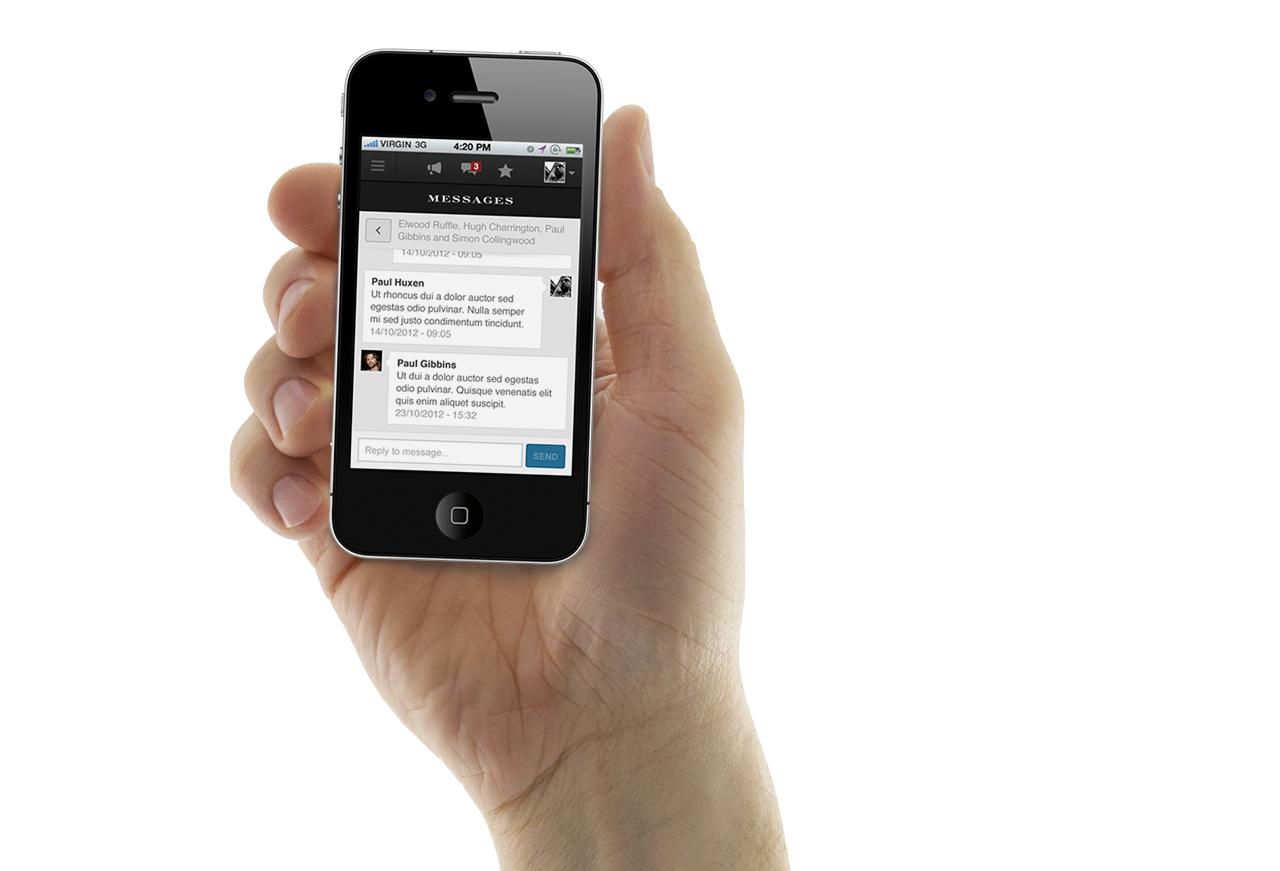 VIRGIN 3G 4:20 PM
3
MESSAGES
Elwood Ruffle, Hugh Charrington, Paul
Gibbins and Simon Collingwood
14/10/2012 - 09:05
Paul Huxen
Ut rhoncus dui a dolor auctor sed
egestas odio pulvinar. Nulla semper
mi sed justo condimentum tincidunt.
14/10/2012 - 09:05
Paul Gibbins
Ut dui a dolor auctor sed egestas
odio pulvinar. Quisque venenatis elit
quis enim aliquet suscipit.
23/10/2012 - 15:32
Reply to message... SEND